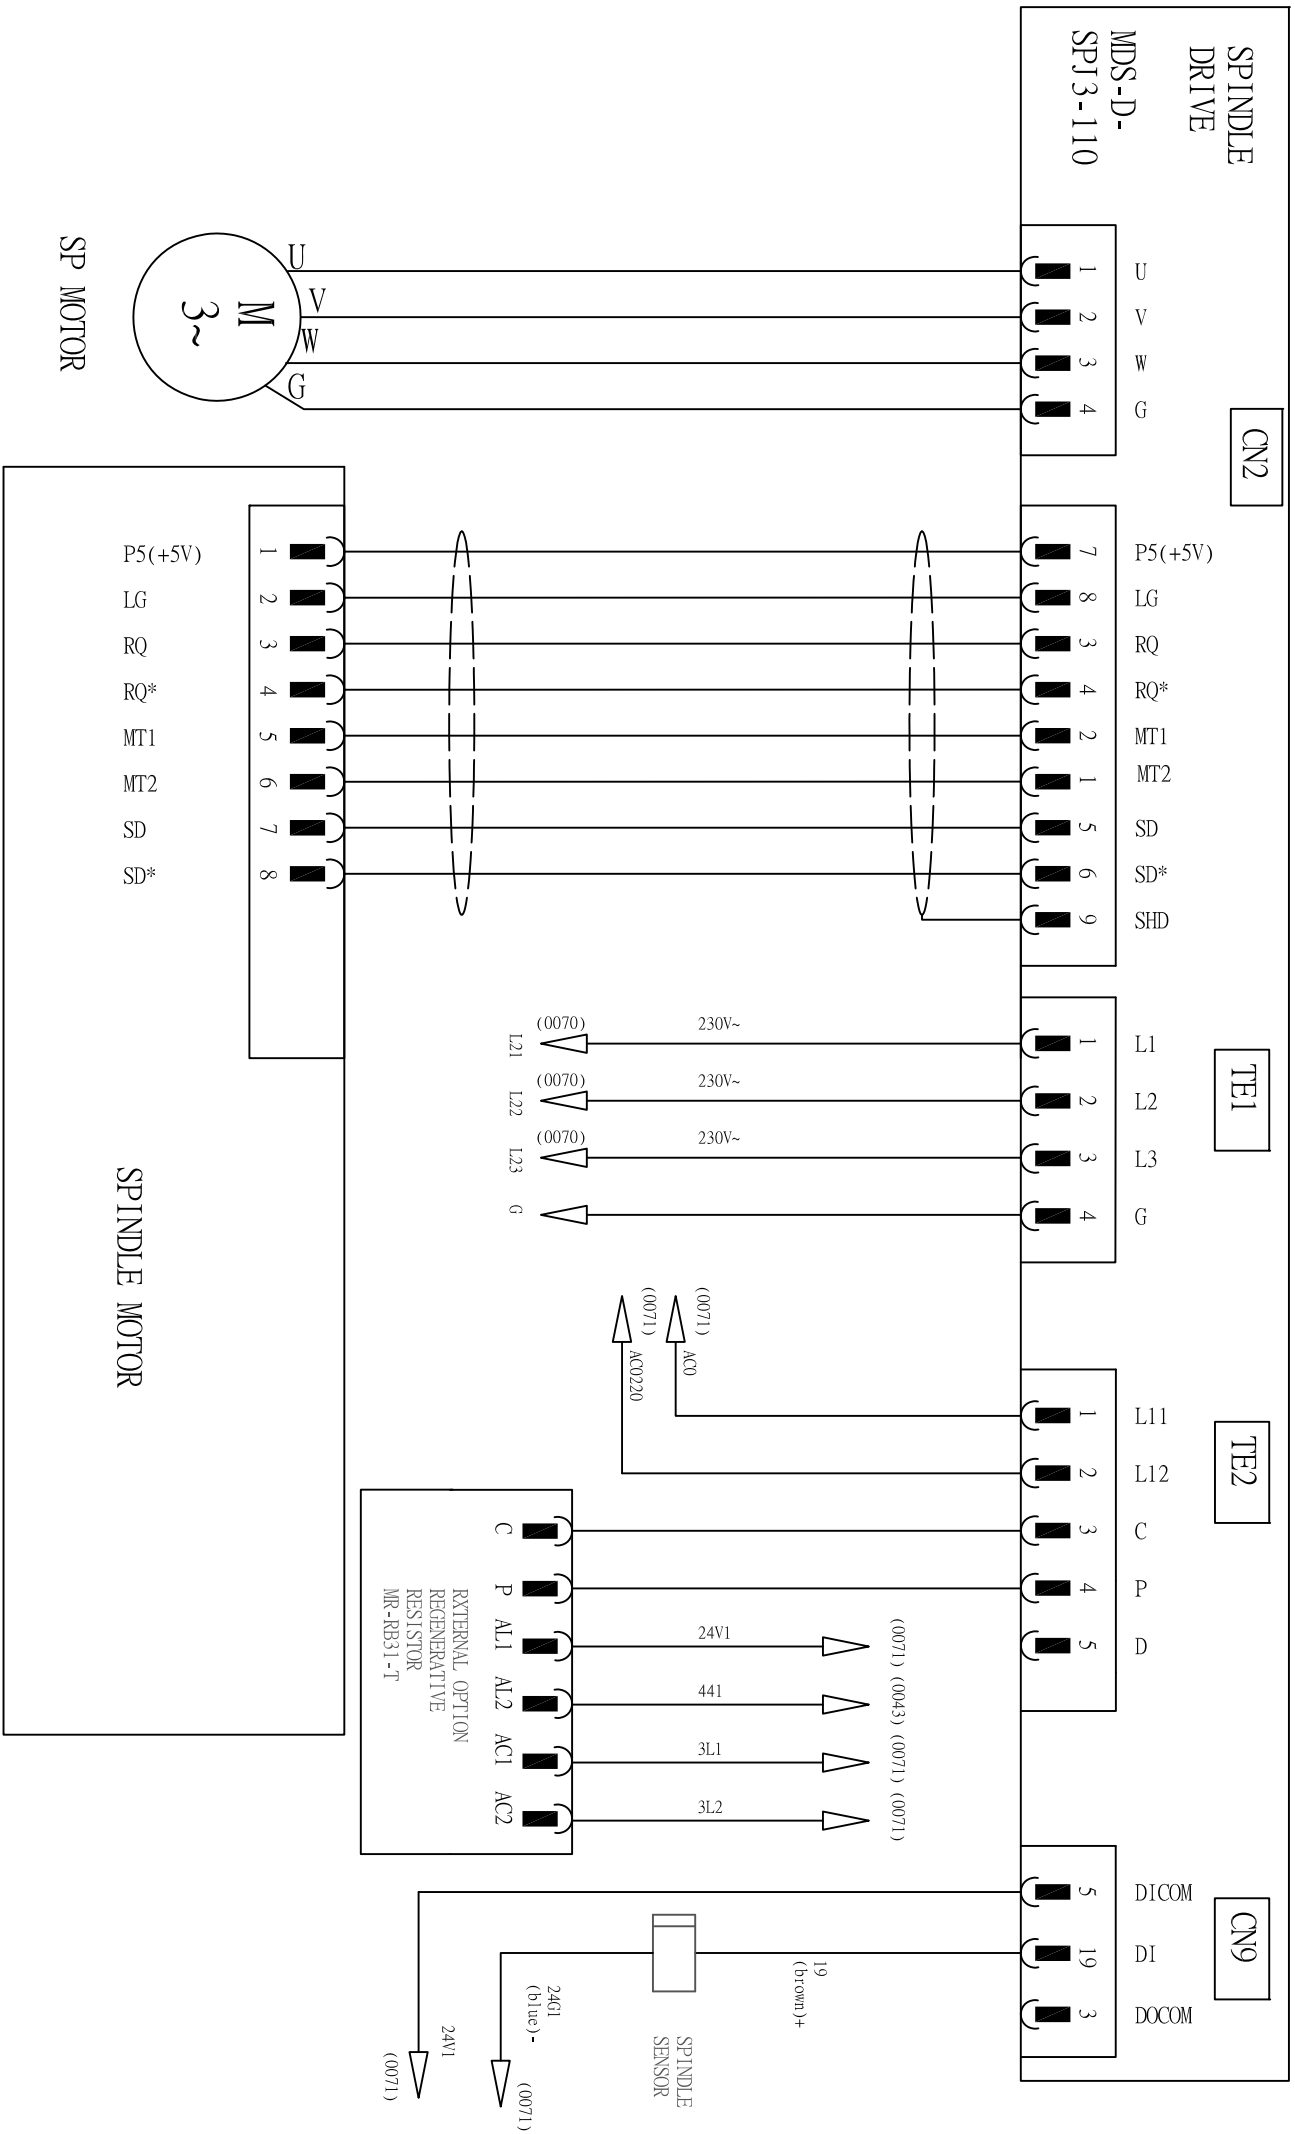 SPINDLE
DRIVE
MDS-D-
SPJ3-110
CN2
1 U
2 V
3 W
4 G
U
V
W
G
M
3~
SP MOTOR
7 P5(+5V)
8 LG
3 RQ
4 RQ*
2 MT1
1 MT2
5 SD
6 SD*
9 SHD
P5(+5V) 1
LG 2
RQ 3
RQ* 4
MT1 5
MT2 6
SD 7
SD* 8
SPINDLE MOTOR
TE1
1 L1
2 L2
3 L3
4 G
(0070) 230V~
L21
(0070) 230V~
L22
(0070) 230V~
L23
G
TE2
1 L11
2 L12
3 C
4 P
5 D
(0071)
AC0
(0071)
AC0220
C
P
AL1
AL2
AC1
AC2
RXTERNAL OPTION
REGENERATIVE
RESISTOR
MR-RB31-T
24V1
441
3L1
3L2
(0071) (0043) (0071) (0071)
CN9
5 DICOM
19 DI
3 DOCOM
19
(brown)+
SPINDLE
SENSOR
24G1
(blue)-
(0071)
24V1
(0071)